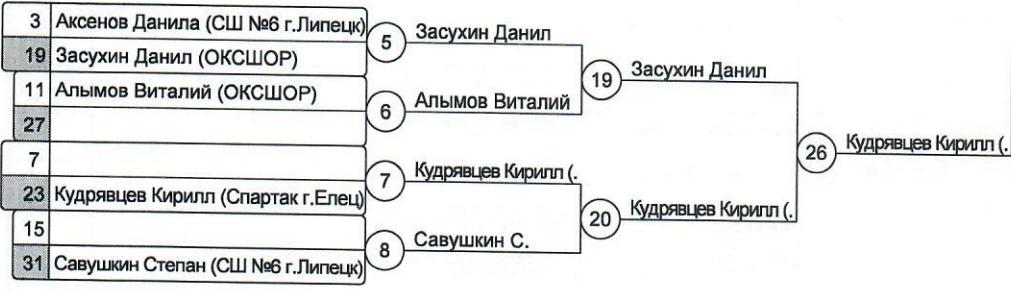 3 Аксенов Данила (СШ №6 г.Липецк)
19 Засухин Данил (ОКСШОР)
11 Алымов Виталий (ОКСШОР)
27
7
23 Кудрявцев Кирилл (Спартак г.Елец)
15
31 Савушкин Степан (СШ №6 г.Липецк)
5 Засухин Данил
6 Алымов Виталий
7 Кудрявцев Кирилл (.
8 Савушкин С.
19 Засухин Данил
20 Кудрявцев Кирилл (.
26 Кудрявцев Кирилл (.